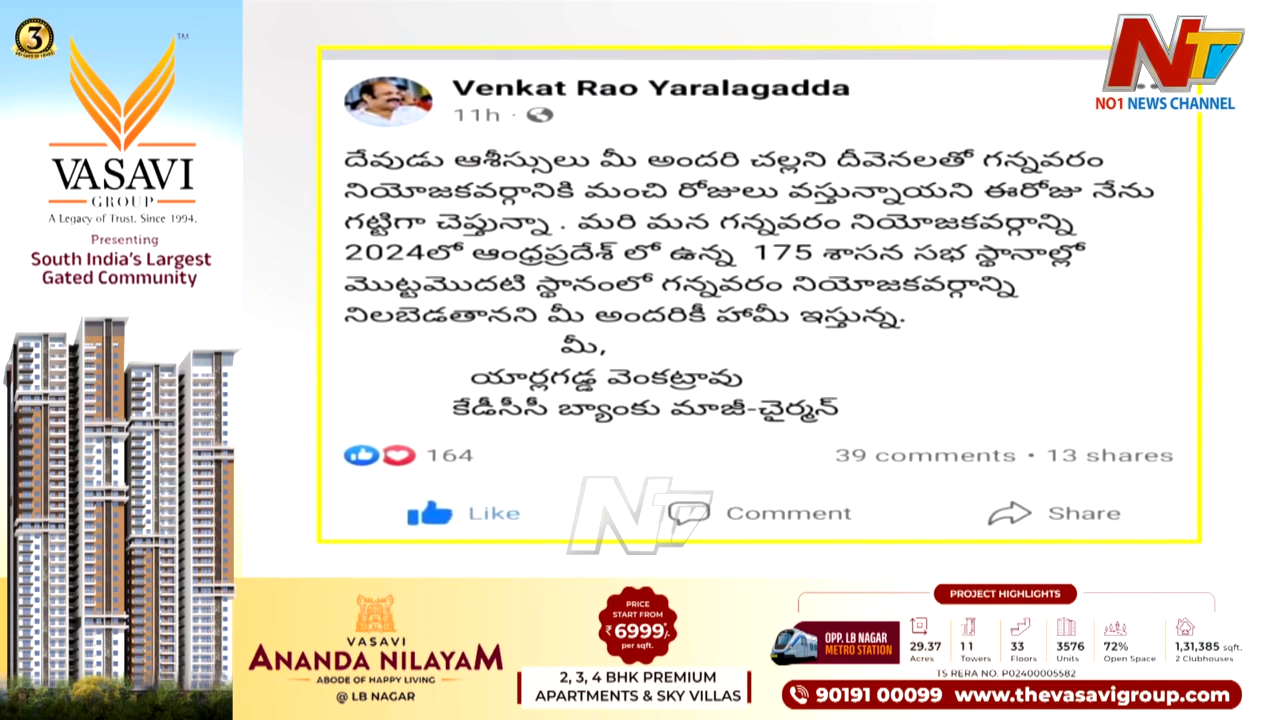 3
TM
VASAVI
GROUP
A Legacy of Trust. Since 1994.
Presenting
South India's Largest
Gated Community
NTV
NO1 NEWS CHANNEL
Venkat Rao Yaralagadda
11h ·
దేవుడు ఆశీస్సులు మీ అందరి చల్లని దీవెనలతో గన్నవరం
నియోజకవర్గానికి మంచి రోజులు వస్తున్నాయని ఈరోజు నేను
గట్టిగా చెప్తున్నా . మరి మన గన్నవరం నియోజకవర్గాన్ని
2024లో ఆంధ్రప్రదేశ్ లో ఉన్న 175 శాసన సభ స్థానాల్లో
మొట్టమొదటి స్థానంలో గన్నవరం నియోజకవర్గాన్ని
నిలబెడతానని మీ అందరికీ హామీ ఇస్తున్న.
మీ,
యార్లగడ్డ వెంకట్రావు
కేడీసీసీ బ్యాంకు మాజీ-చైర్మన్
164
39 comments • 13 shares
Like
Comment
Share
NTV
VASAVI
ANANDA NILAYAM
ABODE OF HAPPY LIVING
@ LB NAGAR
PRICE
START FROM
₹6999*/-
per sqft.
2, 3, 4 BHK PREMIUM
APARTMENTS & SKY VILLAS
PROJECT HIGHLIGHTS
OPP. LB NAGAR
METRO STATION
29.37 Acres
11 Towers
33 Floors
3576 Units
72% Open Space
1,31,385 sqft. 2 Clubhouses
TS RERA NO. P02400005582
90191 00099 www.thevasavigroup.com